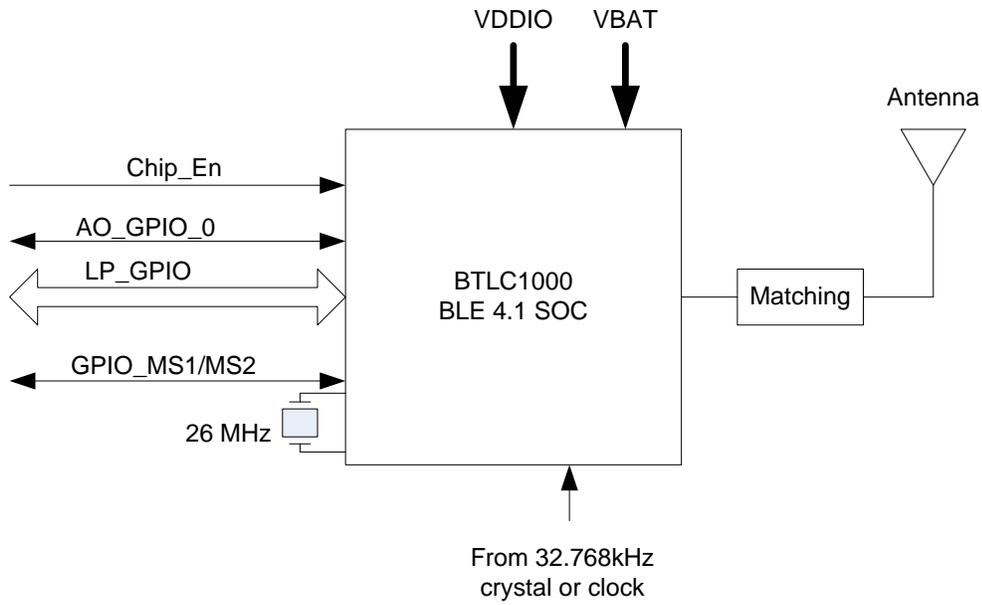 VDDIO
VBAT
Antenna
Chip_En
AO_GPIO_0
LP_GPIO
BTLC1000
BLE 4.1 SOC
Matching
GPIO_MS1/MS2
26 MHz
From 32.768kHz
crystal or clock